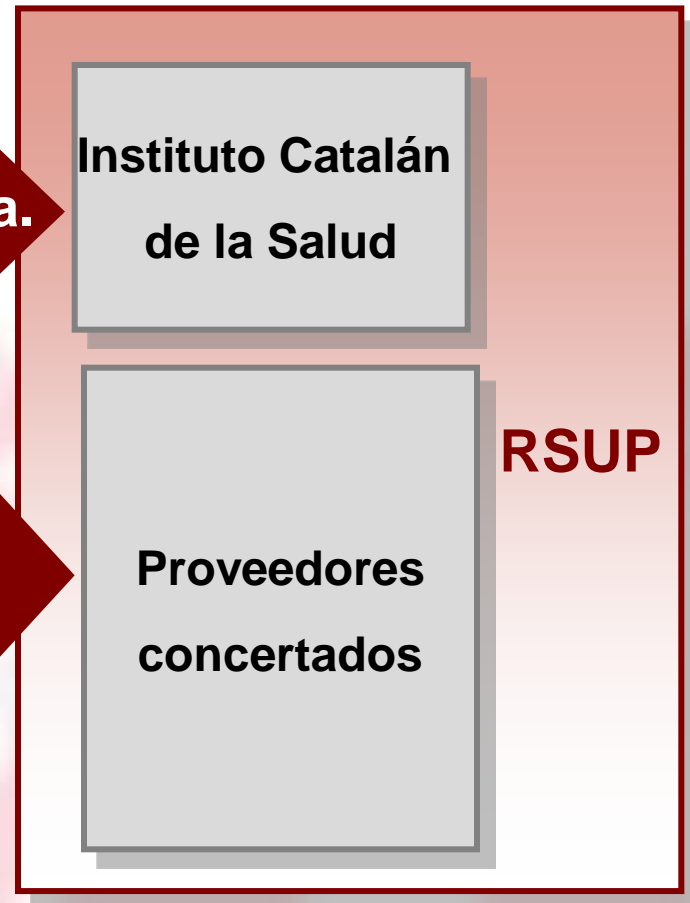 a.
Instituto Catalán
de la Salud
RSUP
Proveedores
concertados